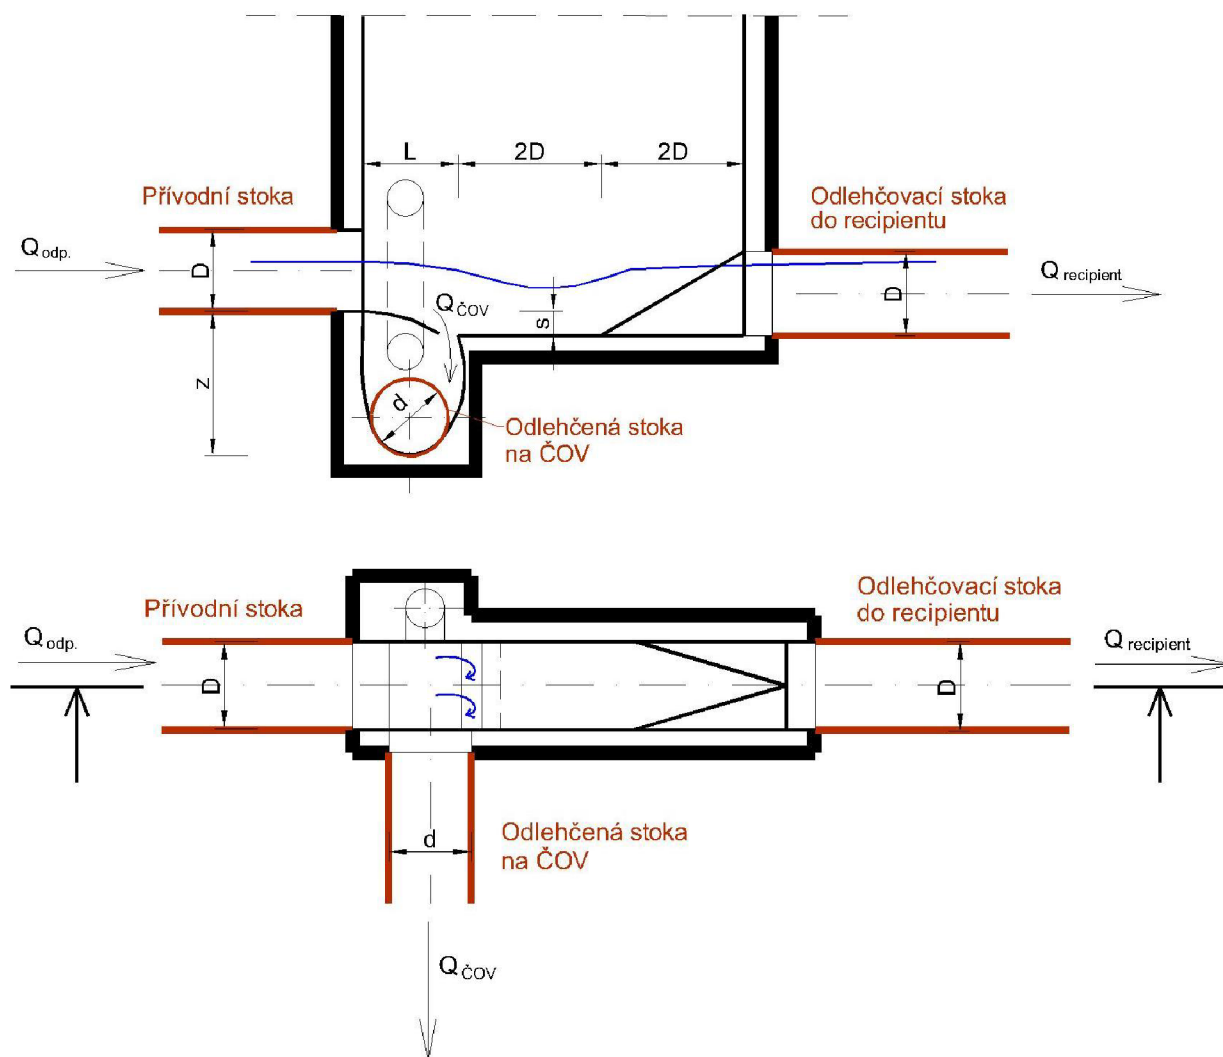 L
2D
2D
Přívodní stoka
Odlehčovací stoka
do recipientu
Q odp.
D
Q ČOV
s
D
Q recipient
z
d
Odlehčená stoka
na ČOV
Přívodní stoka
Odlehčovací stoka
do recipientu
Q odp.
Q recipient
D
D
d
Odlehčená stoka
na ČOV
Q ČOV